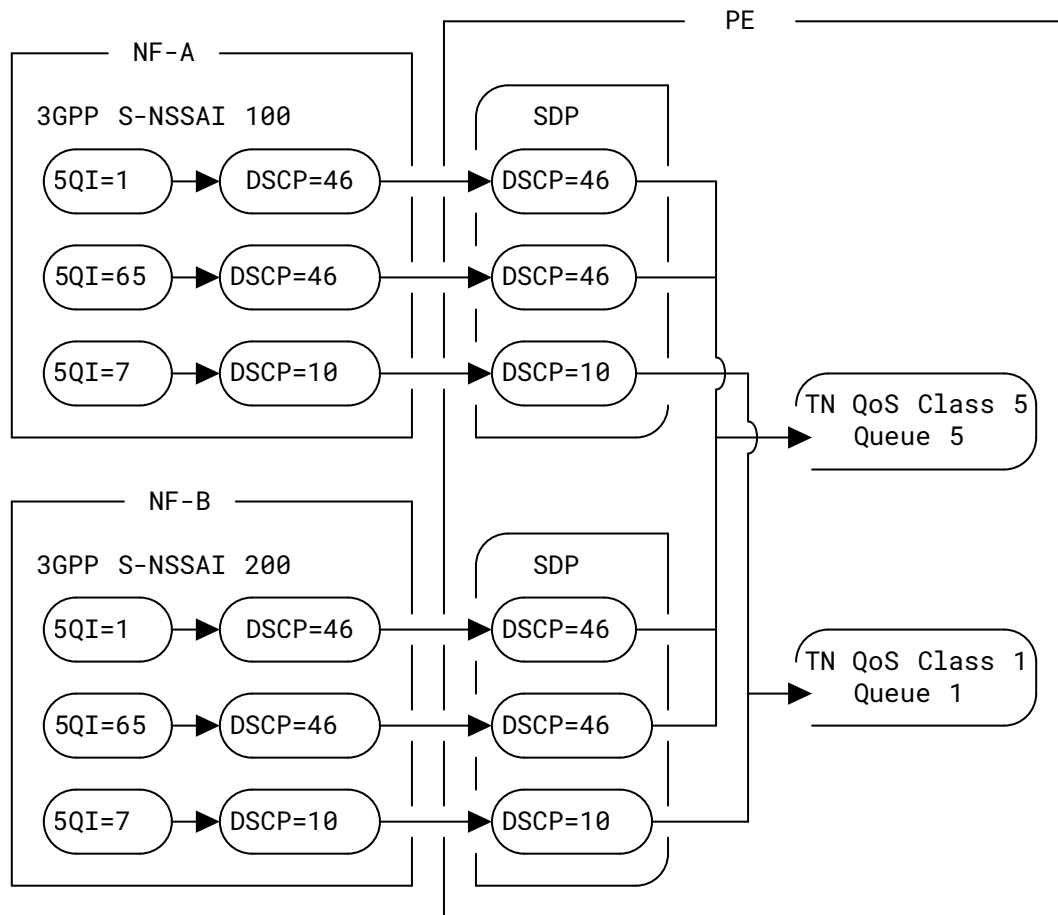 PE
NF-A
3GPP S-NSSAI 100
SDP
5QI=1 DSCP=46 DSCP=46
5QI=65 DSCP=46 DSCP=46
5QI=7 DSCP=10 DSCP=10
TN QoS Class 5
Queue 5
NF-B
3GPP S-NSSAI 200
SDP
5QI=1 DSCP=46 DSCP=46
TN QoS Class 1
Queue 1
5QI=65 DSCP=46 DSCP=46
5QI=7 DSCP=10 DSCP=10